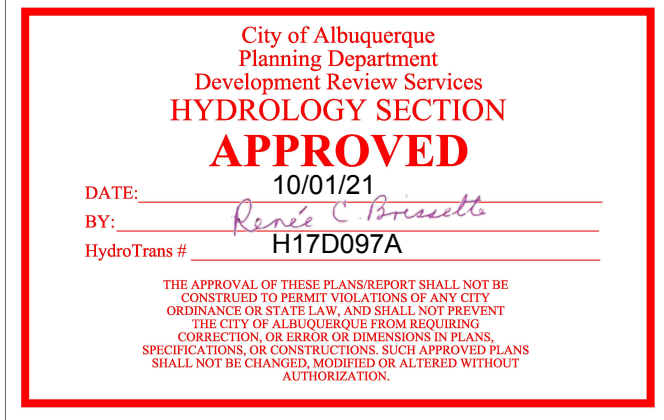 City of Albuquerque
Planning Department
Development Review Services
HYDROLOGY SECTION
APPROVED
DATE: 10/01/21
BY: Renée C. Brissette
HydroTrans # H17D097A
THE APPROVAL OF THESE PLANS/REPORT SHALL NOT BE
CONSTRUED TO PERMIT VIOLATIONS OF ANY CITY
ORDINANCE OR STATE LAW, AND SHALL NOT PREVENT
THE CITY OF ALBUQUERQUE FROM REQUIRING
CORRECTION, OR ERROR OR DIMENSIONS IN PLANS,
SPECIFICATIONS, OR CONSTRUCTIONS. SUCH APPROVED PLANS
SHALL NOT BE CHANGED, MODIFIED OR ALTERED WITHOUT
AUTHORIZATION.